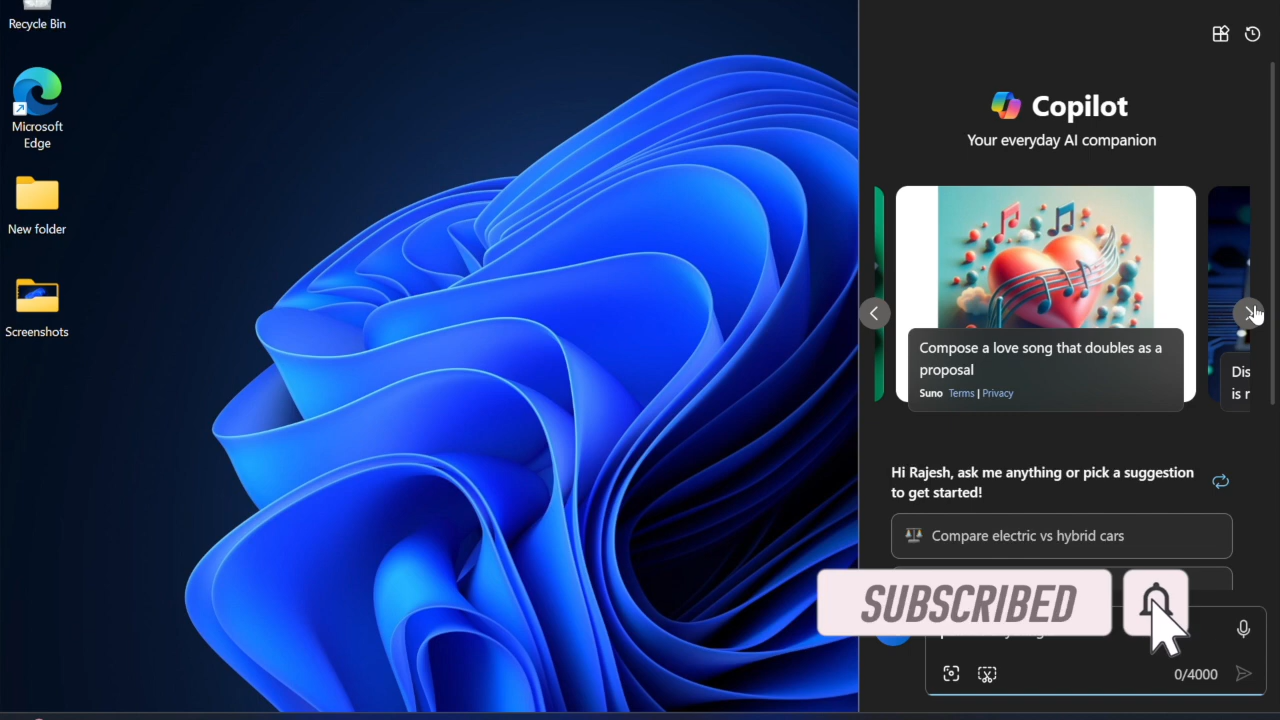 Recycle Bin
Microsoft
Edge
New folder
Screenshots
Copilot
Your everyday AI companion
Compose a love song that doubles as a
proposal
Suno Terms | Privacy
Dis
is r
Hi Rajesh, ask me anything or pick a suggestion
to get started!
Compare electric vs hybrid cars
SUBSCRIBED
0/4000